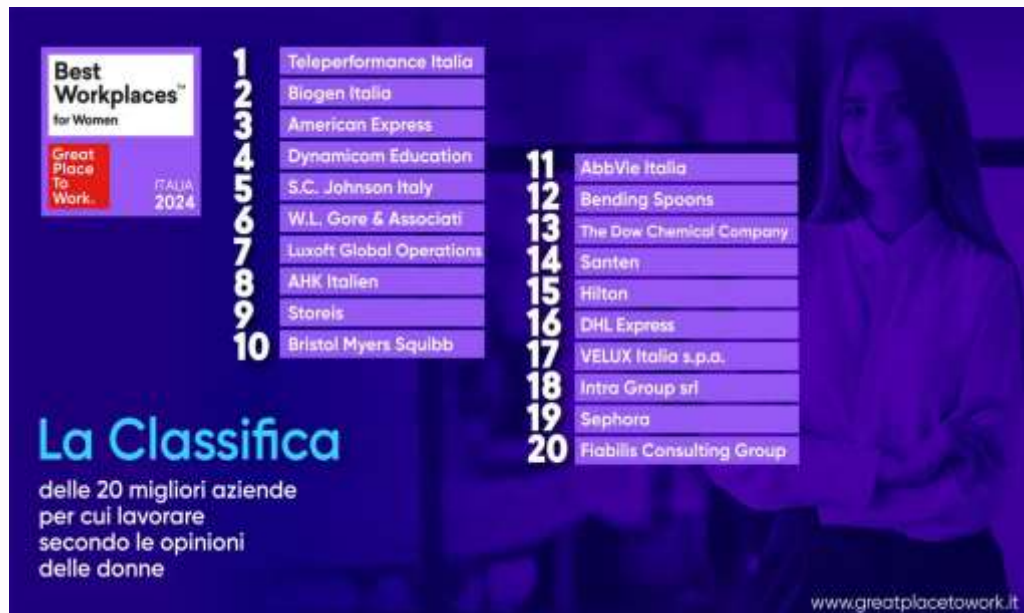 Best
Workplaces™
for Women
Great
Place
To
Work.
ITALIA
2024
1 Teleperformance Italia
2 Biogen Italia
3 American Express
4 Dynamicom Education
5 S.C. Johnson Italy
6 W.L. Gore & Associati
7 Luxoft Global Operations
8 AHK Italien
9 Storeis
10 Bristol Myers Squibb
11 AbbVie Italia
12 Bending Spoons
13 The Dow Chemical Company
14 Santen
15 Hilton
16 DHL Express
17 VELUX Italia s.p.a.
18 Intra Group srl
19 Sephora
20 Fiabilis Consulting Group
La Classifica
delle 20 migliori aziende
per cui lavorare
secondo le opinioni
delle donne
www.greatplacetowork.it